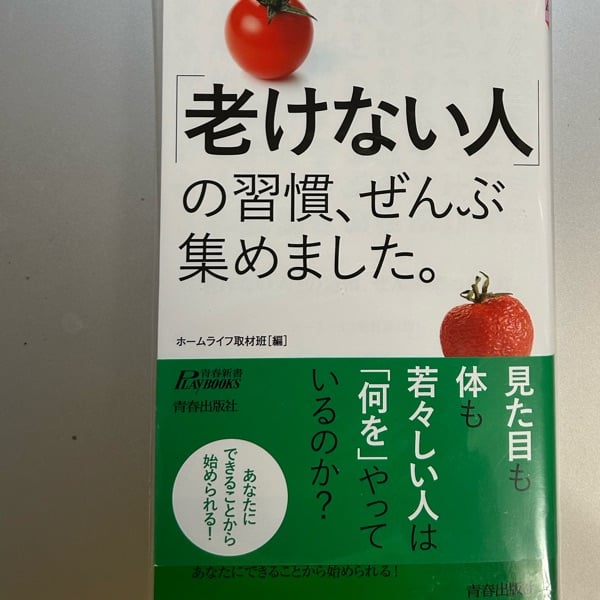 「老けない人」
の習慣、ぜんぶ
集めました。
ホームライフ取材班[編]
青春新書
PLAYBOOKS
青春出版社
見た目も
体も
若々しい人は
「何を」やって
いるのか?
あなたに
できることから
始められる!
あなたにできることから始められる!
青春出版社